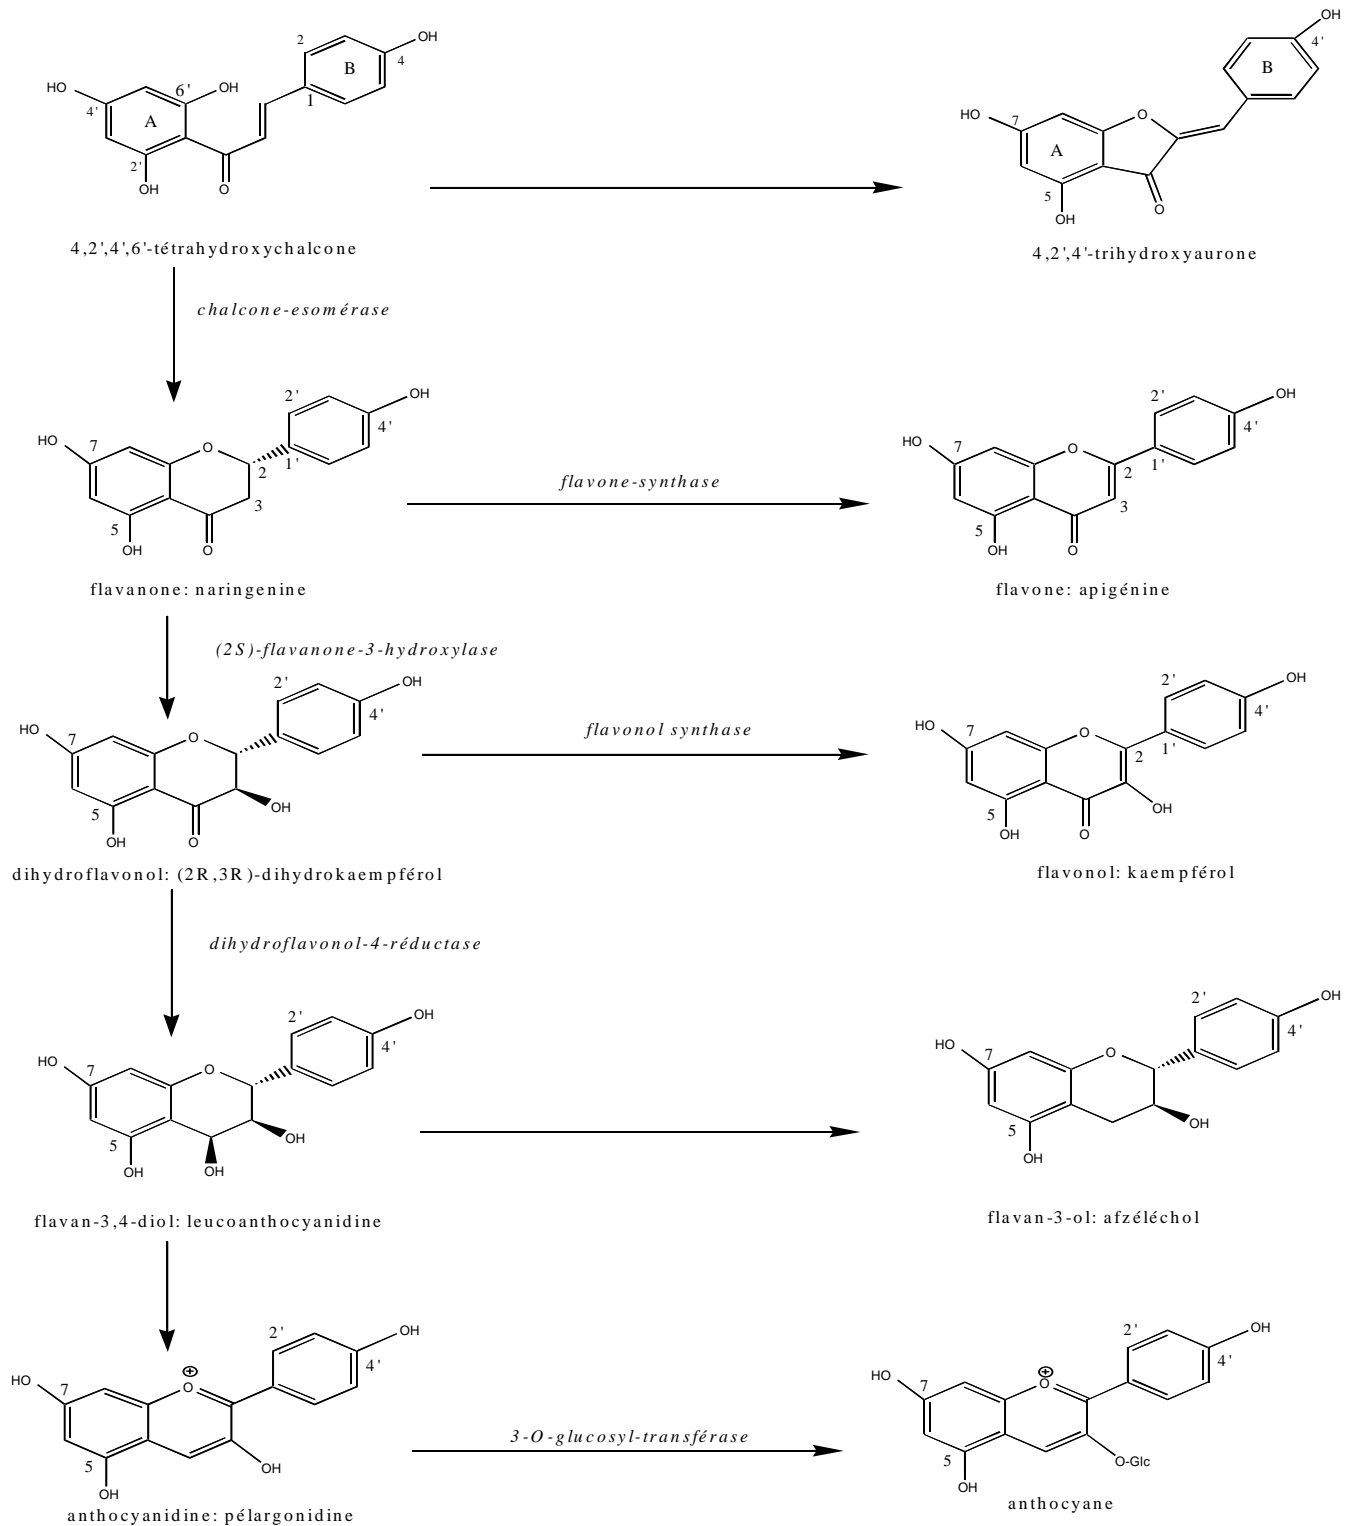 OH
2
B
4
HO
6'
OH
1
4'
A
2'
OH
O
4,2',4',6'-tétrahydroxychalcone
OH
4'
B
O
HO
7
A
5
O
OH
4,2',4'-trihydroxyaurone
chalcone-esomérase
OH
2'
4'
HO
7
O
1'
2
3
5
OH
O
flavanone: naringenine
flavone-synthase
OH
2'
4'
HO
7
O
1'
2
3
5
OH
O
flavone: apigénine
(2S)-flavanone-3-hydroxylase
OH
2'
4'
HO
7
O
OH
5
OH
O
dihydroflavonol: (2R,3R)-dihydrokaempférol
flavonol synthase
OH
2'
4'
HO
7
O
1'
2
OH
5
OH
O
flavonol: kaempférol
dihydroflavonol-4-réductase
OH
2'
4'
HO
7
O
OH
5
OH
OH
flavan-3,4-diol: leucoanthocyanidine
OH
2'
4'
HO
7
O
OH
5
OH
flavan-3-ol: afzéléchol
OH
2'
4'
+
HO
7
O
OH
5
OH
anthocyanidine: pélargonidine
3-O-glucosyl-transférase
OH
2'
4'
+
HO
7
O
O-Glc
5
OH
anthocyane